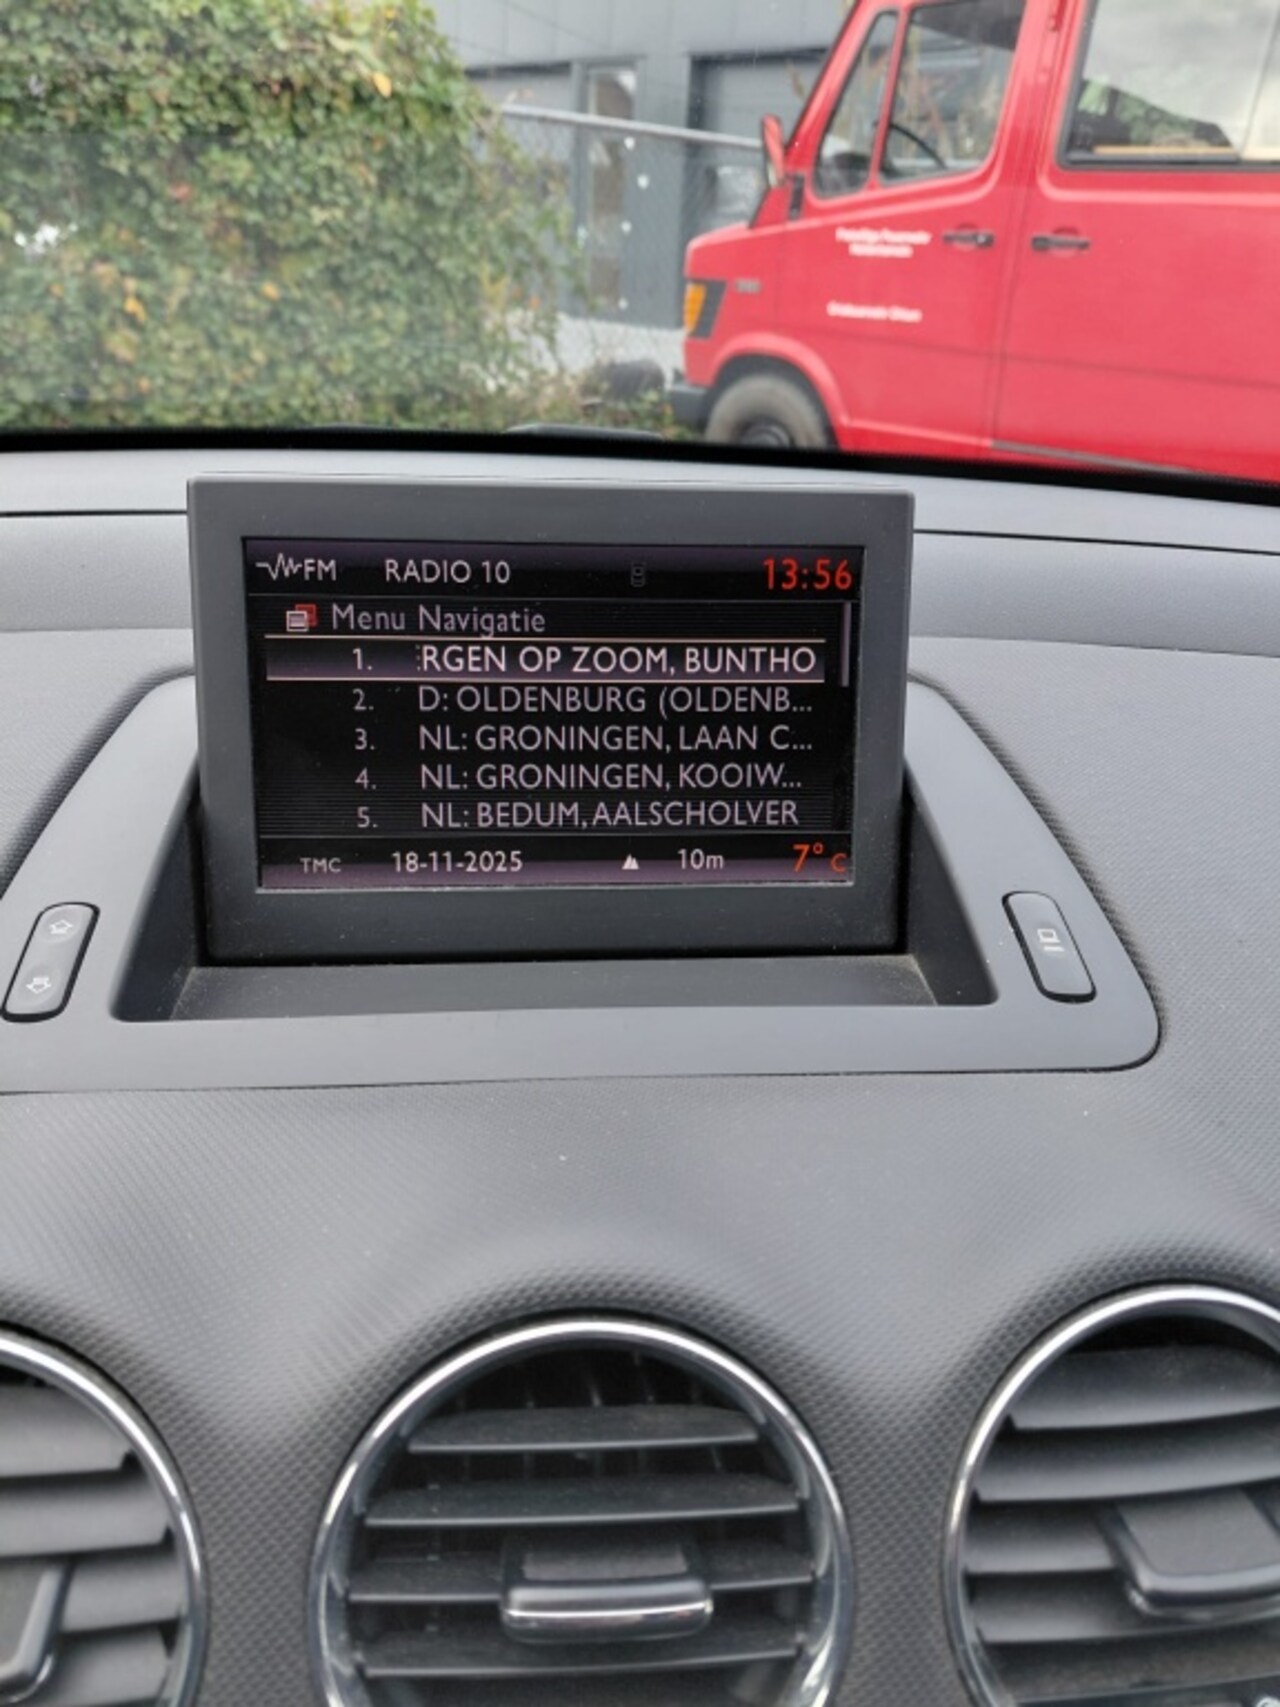 FM RADIO 10 13:56
Menu Navigatie
1. RGEN OP ZOOM, BUNTHO
2. D: OLDENBURG (OLDENB...
3. NL: GRONINGEN, LAAN C...
4. NL: GRONINGEN, KOOIW...
5. NL: BEDUM, AALSCHOLVER
TMC 18-11-2025 10m 7° C